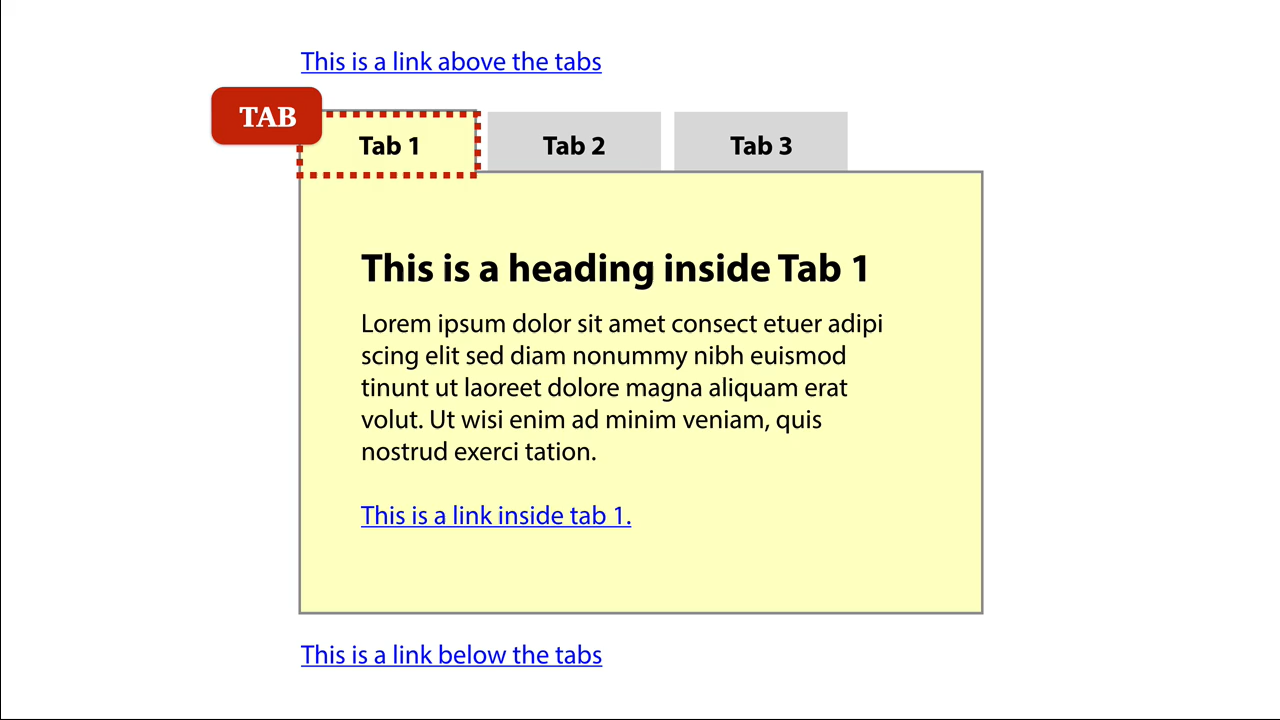 This is a link above the tabs
TAB
Tab 1
Tab 2
Tab 3
This is a heading inside Tab 1
Lorem ipsum dolor sit amet consect etuer adipi
scing elit sed diam nonummy nibh euismod
tinunt ut laoreet dolore magna aliquam erat
volut. Ut wisi enim ad minim veniam, quis
nostrud exerci tation.
This is a link inside tab 1.
This is a link below the tabs